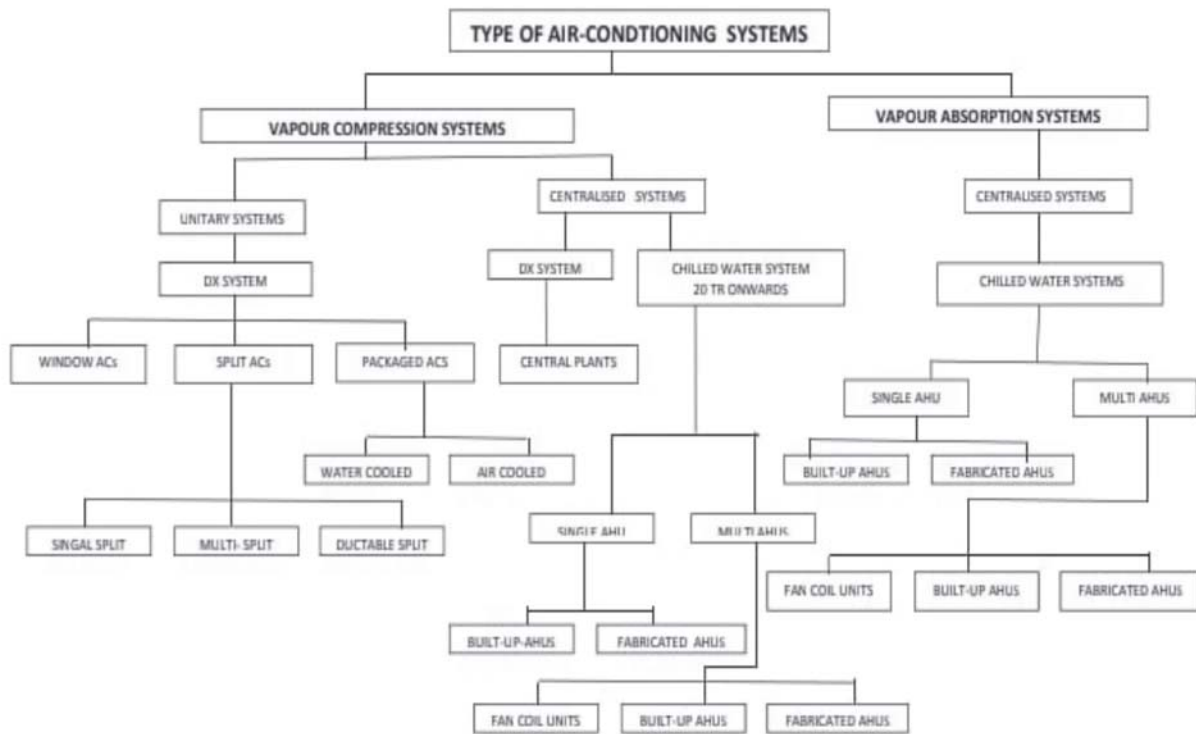 TYPE OF AIR-CONDTIONING SYSTEMS
VAPOUR COMPRESSION SYSTEMS
VAPOUR ABSORPTION SYSTEMS
UNITARY SYSTEMS
CENTRALISED SYSTEMS
CENTRALISED SYSTEMS
DX SYSTEM
DX SYSTEM
CHILLED WATER SYSTEM
20 TR ONWARDS
CHILLED WATER SYSTEMS
WINDOW ACs
SPLIT ACs
PACKAGED ACS
CENTRAL PLANTS
SINGLE AHU
MULTI AHUS
WATER COOLED
AIR COOLED
BUILT-UP AHUS
FABRICATED AHUS
SINGAL SPLIT
MULTI- SPLIT
DUCTABLE SPLIT
SINGLE AHU
MULTI AHUS
FAN COIL UNITS
BUILT-UP AHUS
FABRICATED AHUS
BUILT-UP-AHUS
FABRICATED AHUS
FAN COIL UNITS
BUILT-UP AHUS
FABRICATED AHUS